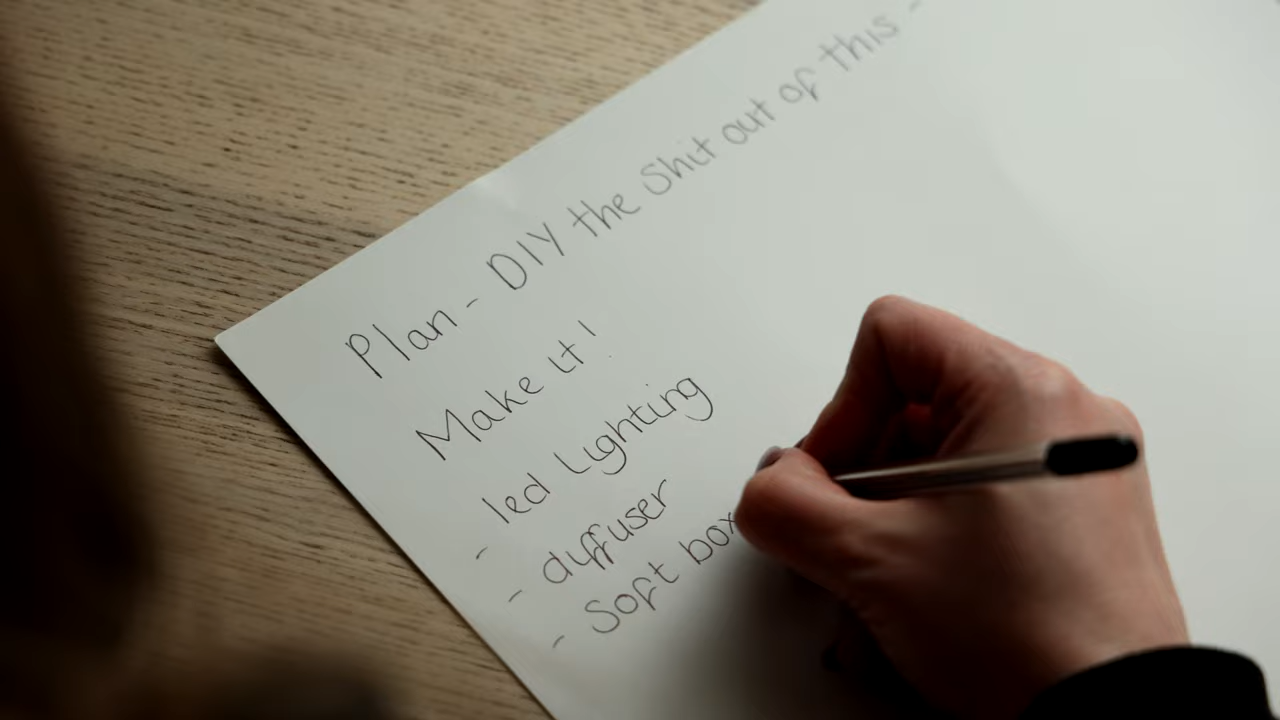 Plan - DIY the Shit out of this -
Make it!
- led lighting
- diffuser
- Soft box